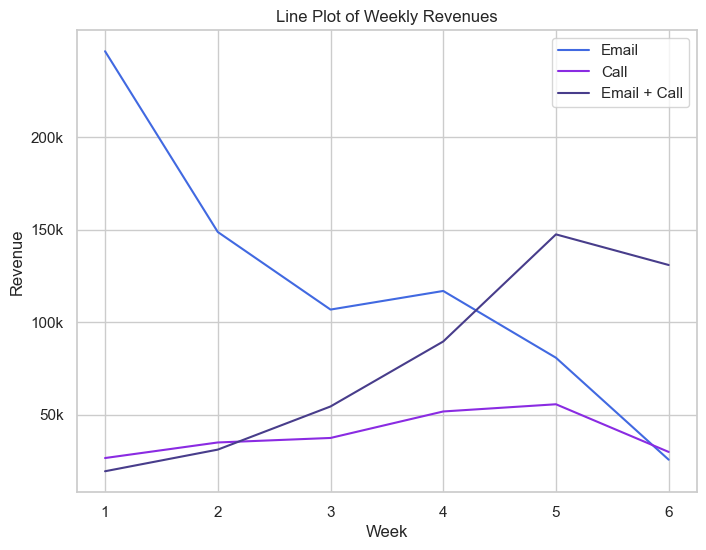 Line Plot of Weekly Revenues
Email
Call
Email + Call
200k
150k
100k
50k
Revenue
1 2 3 4 5 6
Week